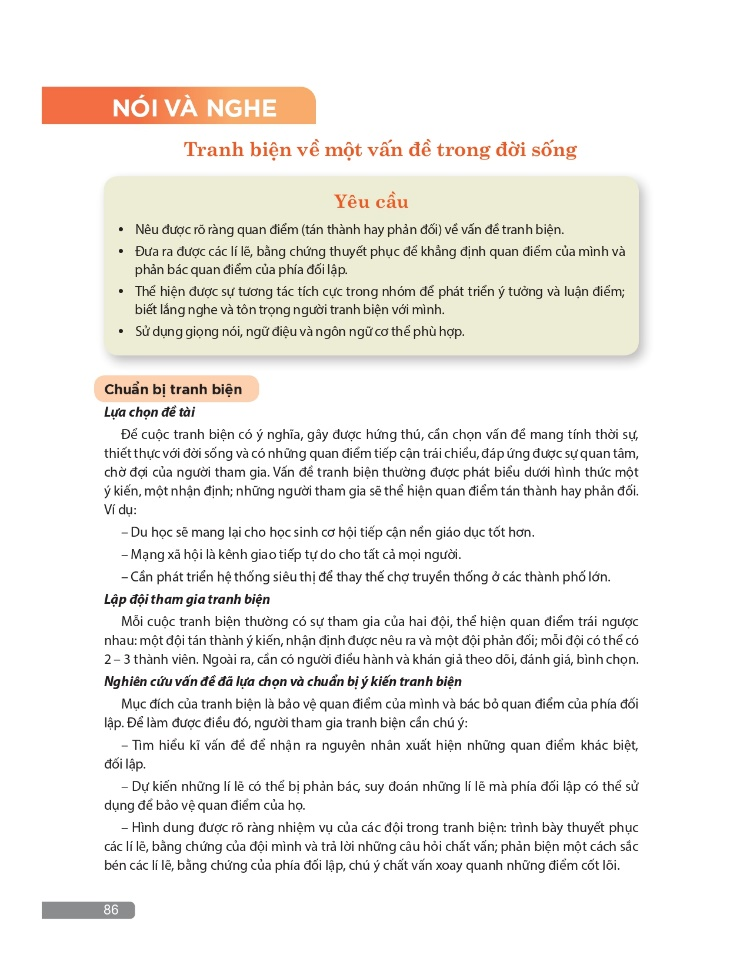 NÓI VÀ NGHE
Tranh biện về một vấn đề trong đời sống
Yêu cầu
• Nêu được rõ ràng quan điểm (tán thành hay phản đối) về vấn đề tranh biện.
• Đưa ra được các lí lẽ, bằng chứng thuyết phục để khẳng định quan điểm của mình và
phản bác quan điểm của phía đối lập.
• Thể hiện được sự tương tác tích cực trong nhóm để phát triển ý tưởng và luận điểm;
biết lắng nghe và tôn trọng người tranh biện với mình.
• Sử dụng giọng nói, ngữ điệu và ngôn ngữ cơ thể phù hợp.
Chuẩn bị tranh biện
Lựa chọn đề tài
Để cuộc tranh biện có ý nghĩa, gây được hứng thú, cần chọn vấn đề mang tính thời sự,
thiết thực với đời sống và có những quan điểm tiếp cận trái chiều, đáp ứng được sự quan tâm,
chờ đợi của người tham gia. Vấn đề tranh biện thường được phát biểu dưới hình thức một
ý kiến, một nhận định; những người tham gia sẽ thể hiện quan điểm tán thành hay phản đối.
Ví dụ:
– Du học sẽ mang lại cho học sinh cơ hội tiếp cận nền giáo dục tốt hơn.
– Mạng xã hội là kênh giao tiếp tự do cho tất cả mọi người.
– Cần phát triển hệ thống siêu thị để thay thế chợ truyền thống ở các thành phố lớn.
Lập đội tham gia tranh biện
Mỗi cuộc tranh biện thường có sự tham gia của hai đội, thể hiện quan điểm trái ngược
nhau: một đội tán thành ý kiến, nhận định được nêu ra và một đội phản đối; mỗi đội có thể có
2 – 3 thành viên. Ngoài ra, cần có người điều hành và khán giả theo dõi, đánh giá, bình chọn.
Nghiên cứu vấn đề đã lựa chọn và chuẩn bị ý kiến tranh biện
Mục đích của tranh biện là bảo vệ quan điểm của mình và bác bỏ quan điểm của phía đối
lập. Để làm được điều đó, người tham gia tranh biện cần chú ý:
– Tìm hiểu kĩ vấn đề để nhận ra nguyên nhân xuất hiện những quan điểm khác biệt,
đối lập.
– Dự kiến những lí lẽ có thể bị phản bác, suy đoán những lí lẽ mà phía đối lập có thể sử
dụng để bảo vệ quan điểm của họ.
– Hình dung được rõ ràng nhiệm vụ của các đội trong tranh biện: trình bày thuyết phục
các lí lẽ, bằng chứng của đội mình và trả lời những câu hỏi chất vấn; phản biện một cách sắc
bén các lí lẽ, bằng chứng của phía đối lập, chú ý chất vấn xoay quanh những điểm cốt lõi.
86